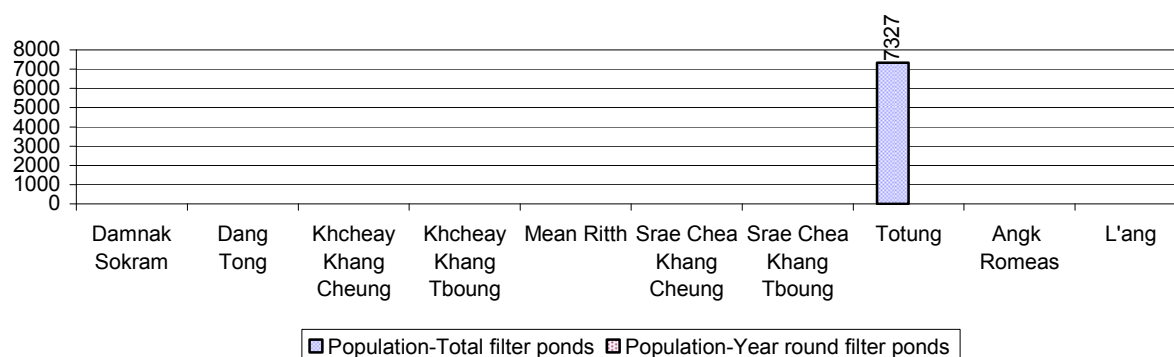 7327
8000
7000
6000
5000
4000
3000
2000
1000
0
Damnak Sokram
Dang Tong
Khcheay Khang Cheung
Khcheay Khang Tboung
Mean Ritth
Srae Chea Khang Cheung
Srae Chea Khang Tboung
Totung
Angk Romeas
L'ang
Population-Total filter ponds
Population-Year round filter ponds